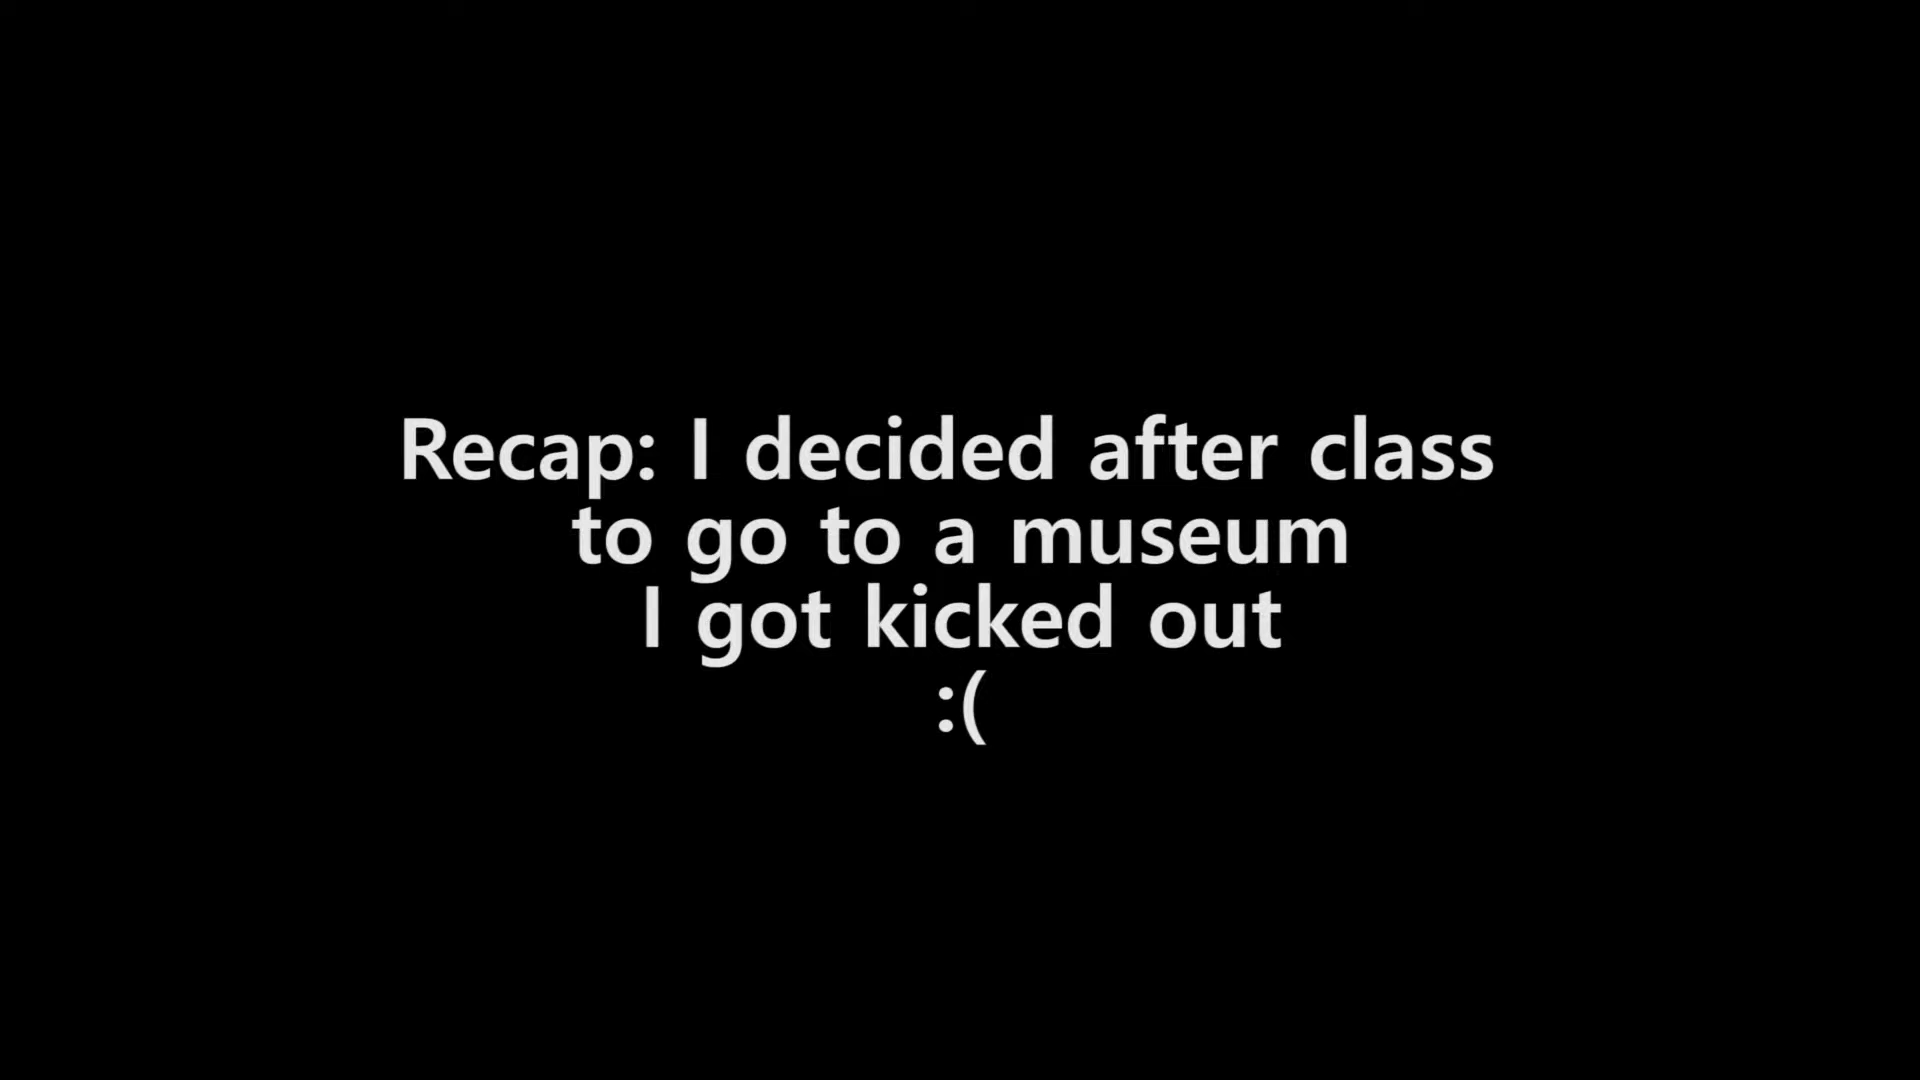 Recap: I decided after class
to go to a museum
I got kicked out
:(